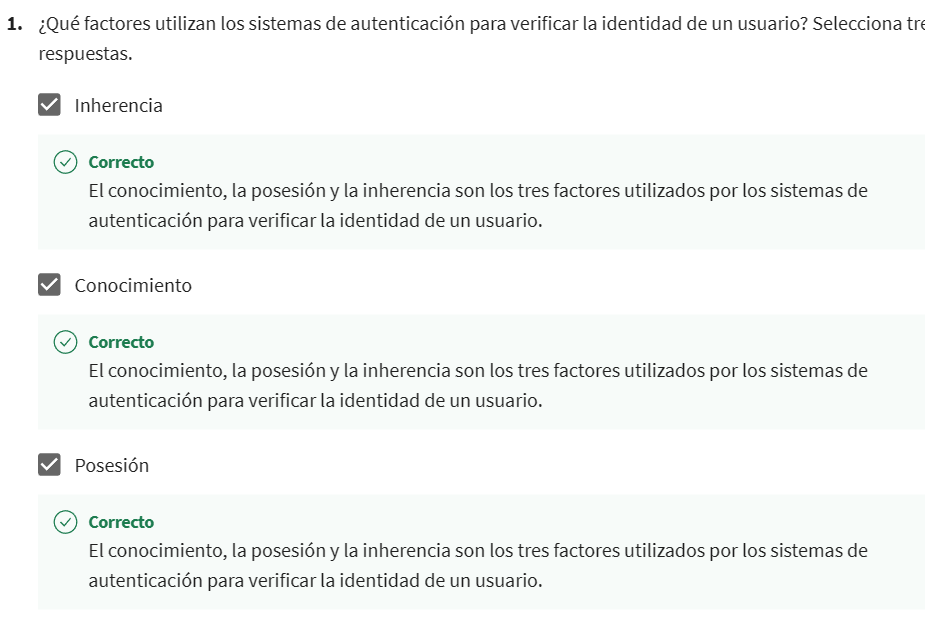 1. ¿Qué factores utilizan los sistemas de autenticación para verificar la identidad de un usuario? Selecciona
respuestas.
Inherencia
Correcto
El conocimiento, la posesión y la inherencia son los tres factores utilizados por los sistemas de
autenticación para verificar la identidad de un usuario.
Conocimiento
Correcto
El conocimiento, la posesión y la inherencia son los tres factores utilizados por los sistemas de
autenticación para verificar la identidad de un usuario.
Posesión
Correcto
El conocimiento, la posesión y la inherencia son los tres factores utilizados por los sistemas de
autenticación para verificar la identidad de un usuario.